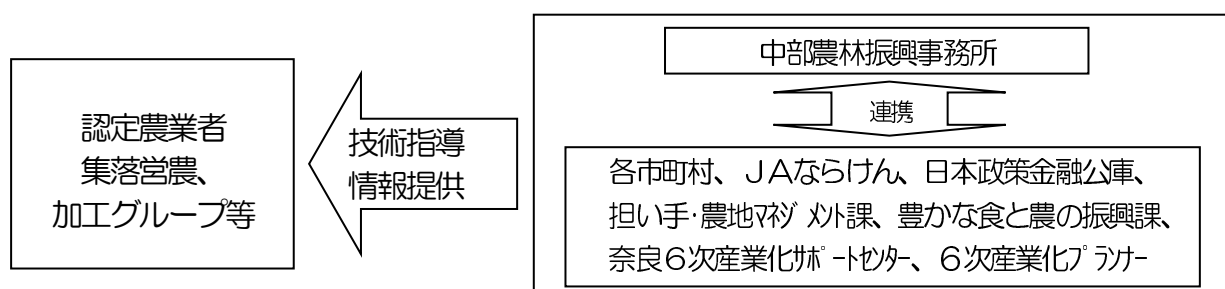 認定農業者
集落営農、
加工グループ等
技術指導
情報提供
中部農林振興事務所
連携
各市町村、ＪＡならけん、日本政策金融公庫、
担い手･農地ﾏﾈｼﾞﾒﾝﾄ課、豊かな食と農の振興課、
奈良６次産業化ｻﾎﾟｰﾄｾﾝﾀｰ、６次産業化ﾌﾟﾗﾝﾅｰ